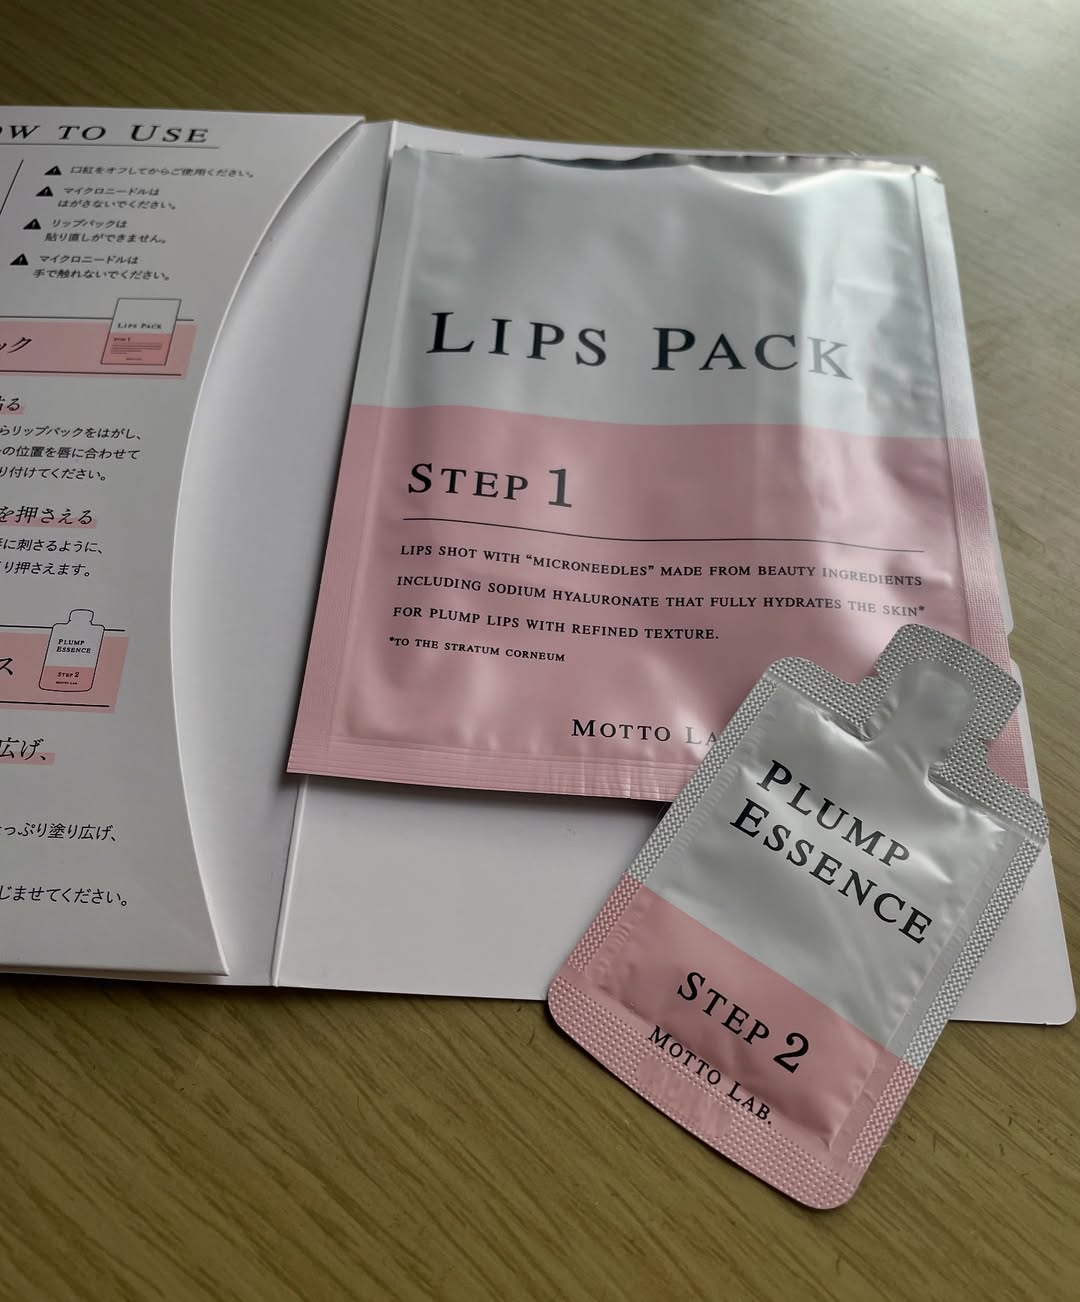 OW TO USE
口紅をオフしてからご使用ください。
マイクロニードルは
はがさないでください。
リップパックは
貼り直しができません。
マイクロニードルは
手で触れないでください。
LIPS PACK
STEP 1
ック
貼る
らリップパックをはがし、
の位置を唇に合わせて
り付けてください。
を押さえる
に刺さるように、
り押さえます。
PLUMP
ESSENCE
STEP 2
MOTTO LAB.
ス
広げ、
っぷり塗り広げ、
じませてください。
LIPS PACK
STEP 1
LIPS SHOT WITH “MICRONEEDLES” MADE FROM BEAUTY INGREDIENTS
INCLUDING SODIUM HYALURONATE THAT FULLY HYDRATES THE SKIN*
FOR PLUMP LIPS WITH REFINED TEXTURE.
*TO THE STRATUM CORNEUM
MOTTO LA
PLUMP
ESSENCE
STEP 2
MOTTO LAB.